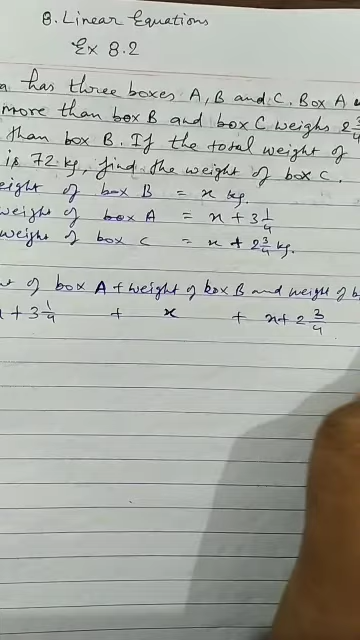 8. Linear Equations
Ex 8.2
a has three boxes A, B and C. Box A
more than box B and box C weighs 2 3/4
than box B. If the total weight of
is 72 kg, find the weight of box C.
eight of box B = x kg.
weight of box A = x + 3 1/4
weight of box C = x + 2 3/4 kg.
of box A + weight of box B and weight of b
+ 3 1/4 + x + x + 2 3/4